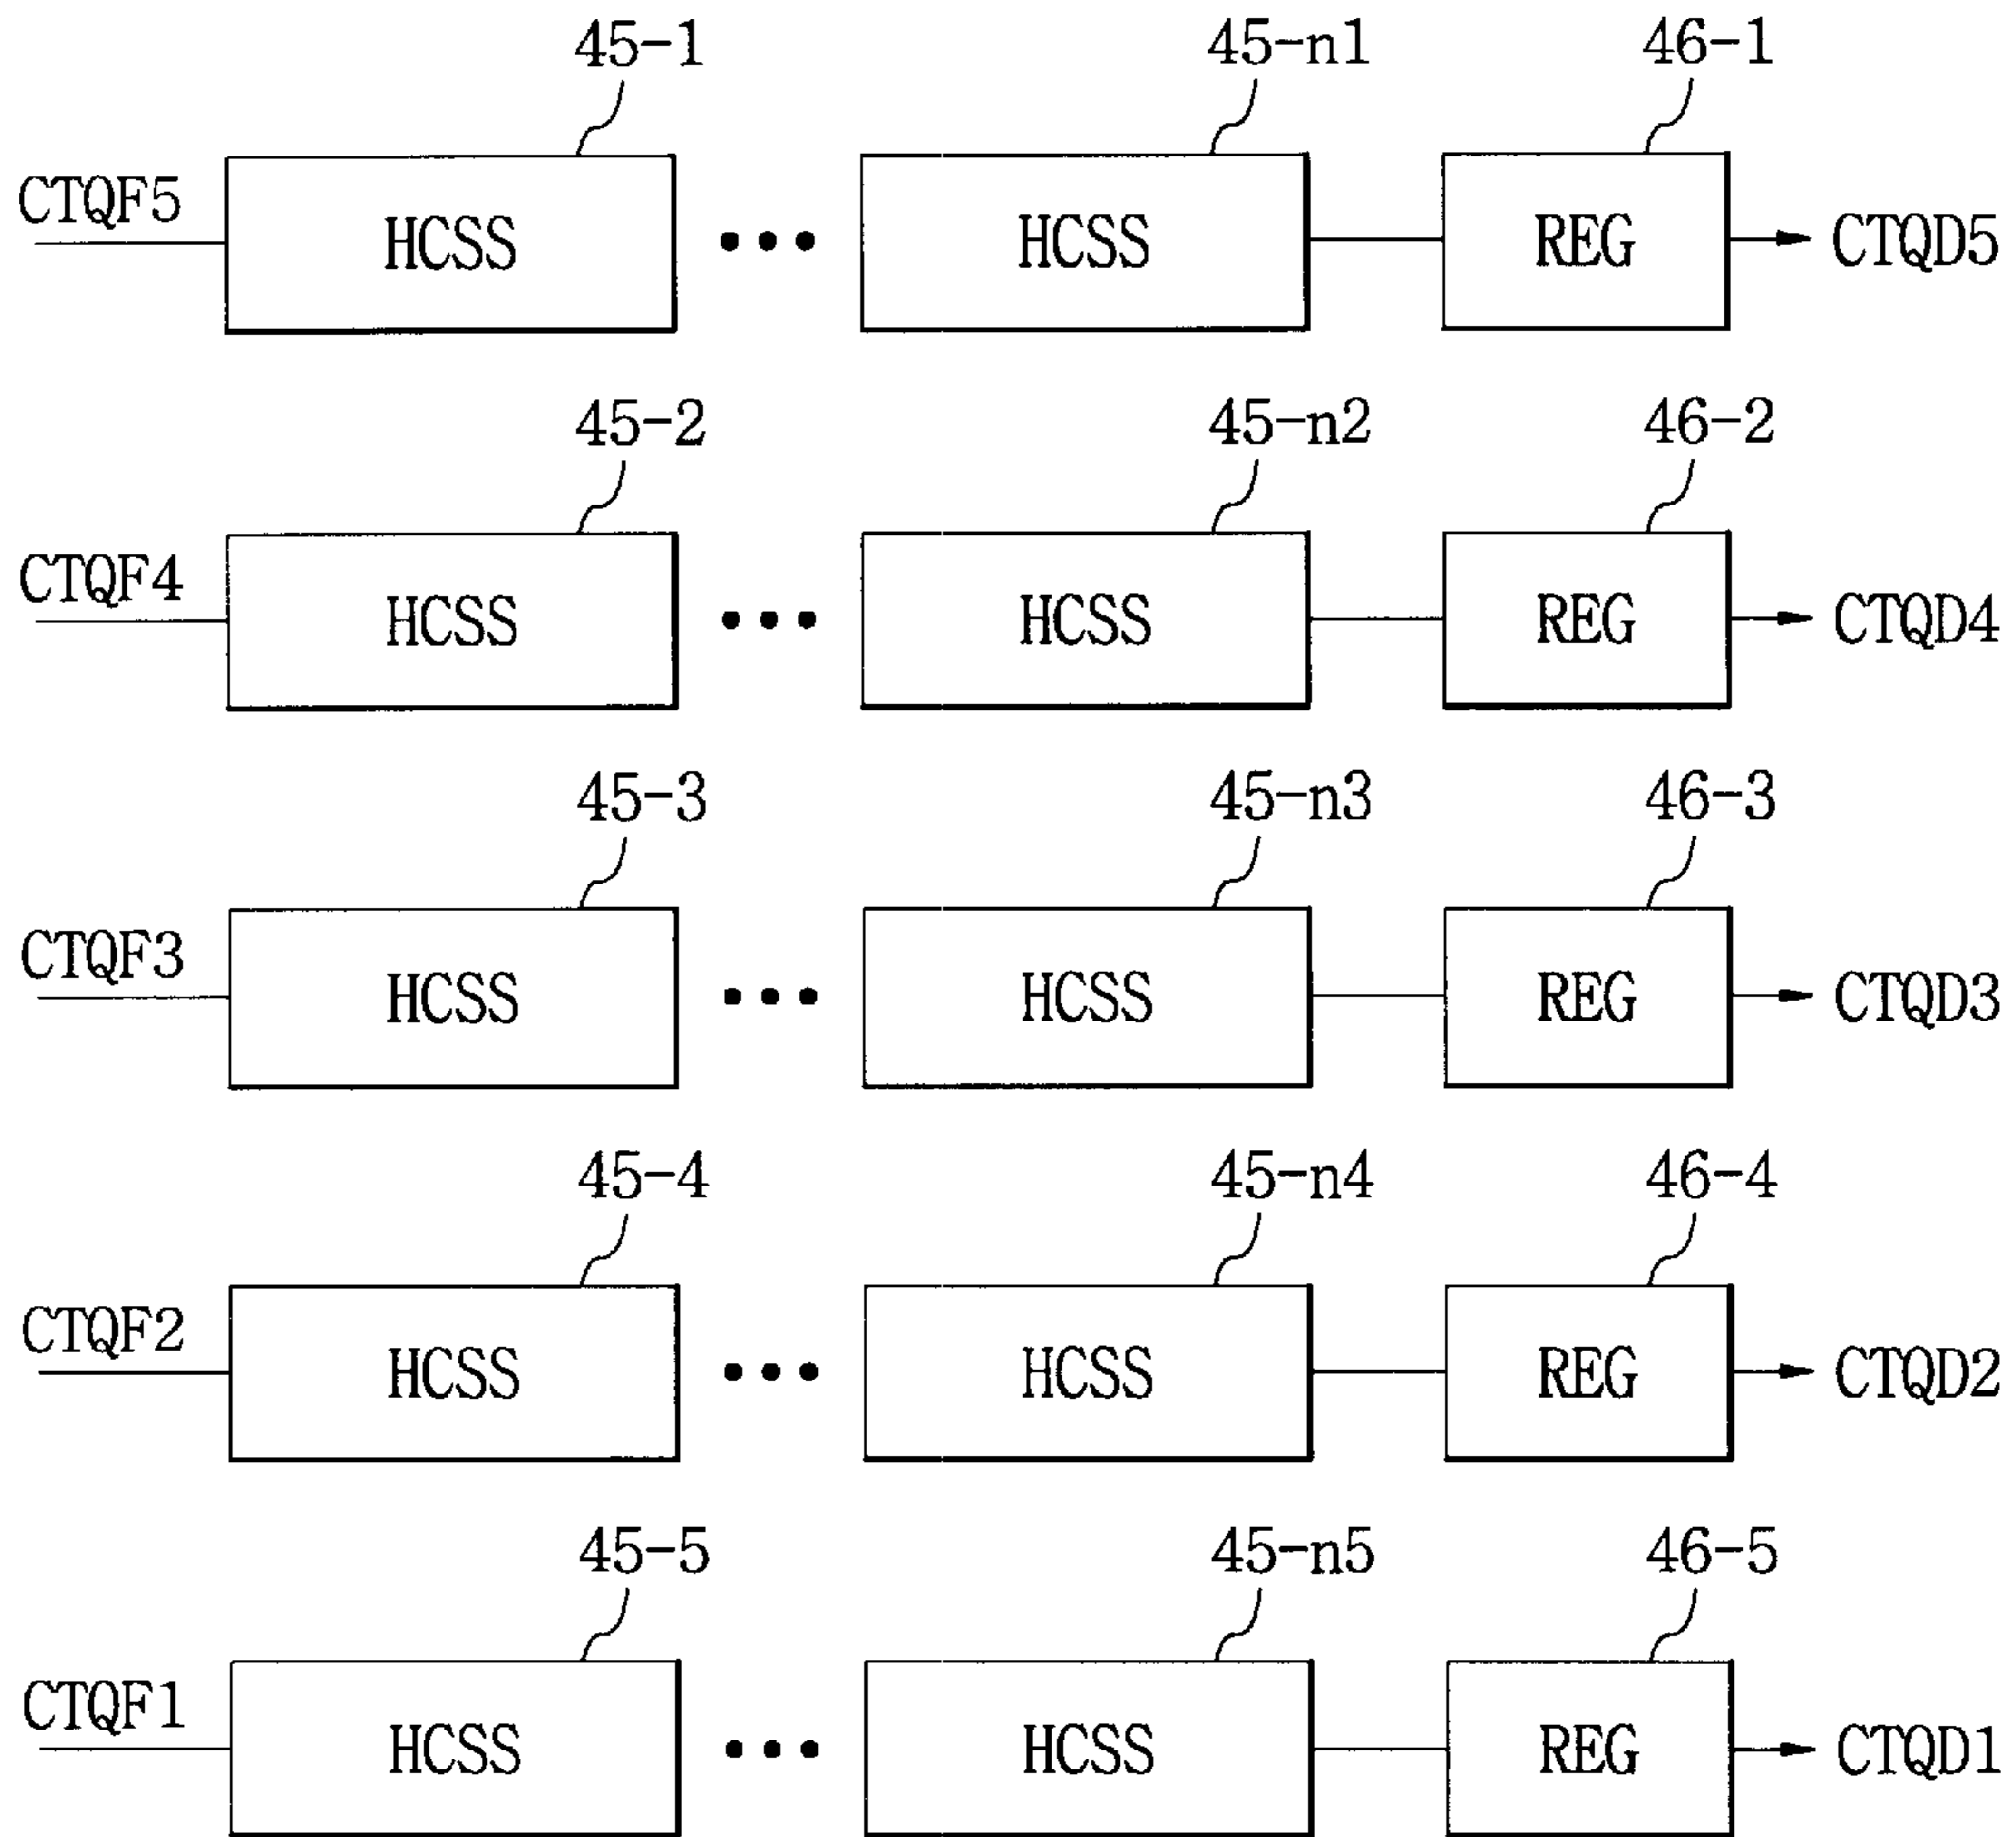 45-1 45-n1 46-1
CTQF5 HCSS ••• HCSS REG CTQD5
45-2 45-n2 46-2
CTQF4 HCSS ••• HCSS REG CTQD4
45-3 45-n3 46-3
CTQF3 HCSS ••• HCSS REG CTQD3
45-4 45-n4 46-4
CTQF2 HCSS ••• HCSS REG CTQD2
45-5 45-n5 46-5
CTQF1 HCSS ••• HCSS REG CTQD1